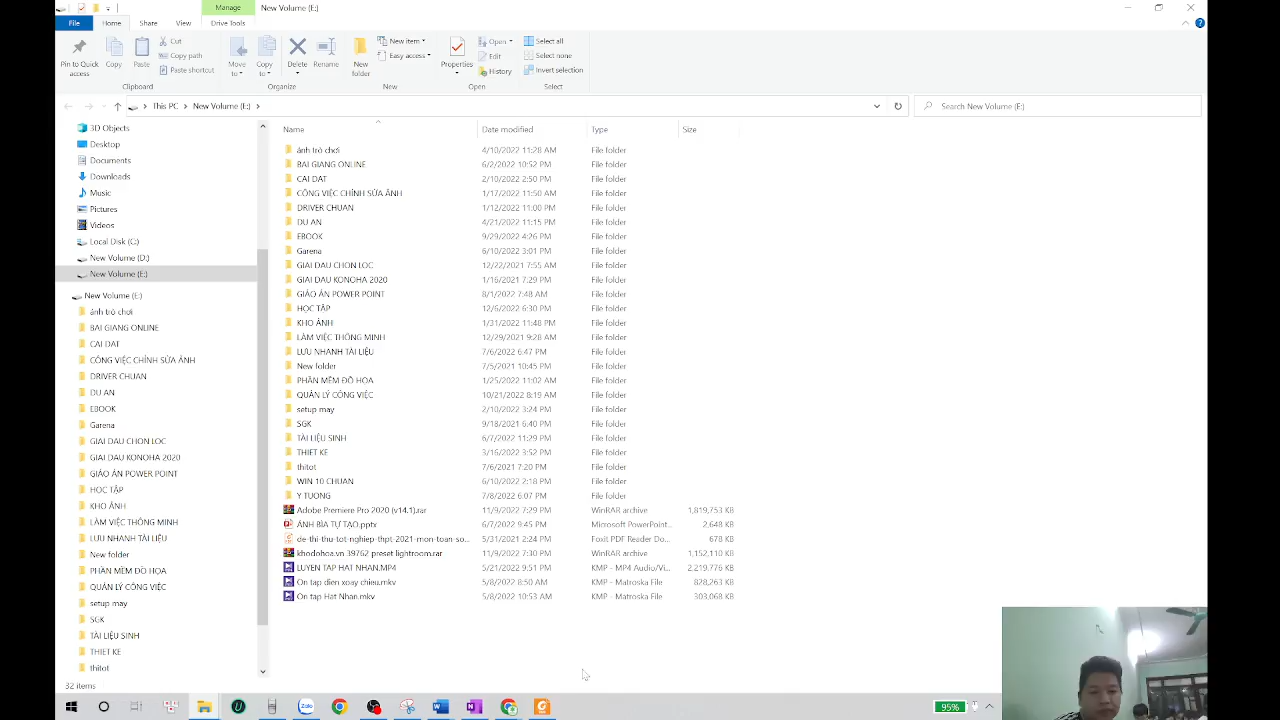 Manage
New Volume (E:)
File
Home
Share
View
Drive Tools
Pin to Quick access
Copy
Paste
Cut
Copy path
Paste shortcut
Clipboard
Move to
Copy to
Delete
Rename
Organize
New folder
New item
Easy access
New
Properties
Open
Edit
History
Open
Select all
Select none
Invert selection
Select
This PC
New Volume (E:)
Search New Volume (E:)
3D Objects
Desktop
Documents
Downloads
Music
Pictures
Videos
Local Disk (C:)
New Volume (D:)
New Volume (E:)
New Volume (E:)
ảnh trò chơi
BAI GIANG ONLINE
CAI DAT
CÔNG VIỆC CHỈNH SỬA ẢNH
DRIVER CHUAN
DU AN
EBOOK
Garena
GIAI DAU CHON LOC
GIAI DAU KONOHA 2020
GIÁO ÁN POWER POINT
HỌC TẬP
KHO ẢNH
LÀM VIỆC THÔNG MINH
LƯU NHANH TÀI LIỆU
New folder
PHẦN MỀM ĐỒ HỌA
QUẢN LÝ CÔNG VIỆC
setup may
SGK
TÀI LIỆU SINH
THIET KE
thitot
Name Date modified Type Size
ảnh trò chơi 4/10/2022 11:28 AM File folder
BAI GIANG ONLINE 6/2/2022 10:52 PM File folder
CAI DAT 2/10/2022 2:50 PM File folder
CÔNG VIỆC CHỈNH SỬA ẢNH 1/17/2022 11:50 AM File folder
DRIVER CHUAN 1/12/2022 11:00 PM File folder
DU AN 4/21/2022 11:15 PM File folder
EBOOK 9/29/2022 4:26 PM File folder
Garena 6/10/2022 3:01 PM File folder
GIAI DAU CHON LOC 12/22/2021 7:55 AM File folder
GIAI DAU KONOHA 2020 1/16/2021 7:29 PM File folder
GIÁO ÁN POWER POINT 8/1/2022 7:48 AM File folder
HỌC TẬP 12/6/2022 6:30 PM File folder
KHO ẢNH 1/31/2022 11:48 PM File folder
LÀM VIỆC THÔNG MINH 12/29/2021 9:28 AM File folder
LƯU NHANH TÀI LIỆU 7/6/2022 6:47 PM File folder
New folder 7/5/2021 10:45 PM File folder
PHẦN MỀM ĐỒ HỌA 1/25/2022 11:02 AM File folder
QUẢN LÝ CÔNG VIỆC 10/21/2022 8:19 AM File folder
setup may 2/10/2022 3:24 PM File folder
SGK 9/18/2021 6:40 PM File folder
TÀI LIỆU SINH 6/7/2022 11:29 PM File folder
THIET KE 3/16/2022 3:52 PM File folder
thitot 7/6/2021 7:20 PM File folder
WIN 10 CHUAN 6/10/2022 2:18 PM File folder
Y TUONG 7/8/2022 6:07 PM File folder
Adobe Premiere Pro 2020 (v14.1).rar 11/9/2022 7:29 PM WinRAR archive 1,819,753 KB
ẢNH BÌA TỰ TẠO.pptx 6/7/2022 9:45 PM Microsoft PowerPoint... 2,648 KB
de-thi-thu-tot-nghiep-thpt-2021-mon-toan-so... 5/31/2021 2:24 PM Foxit PDF Reader Do... 678 KB
khodohoa.vn 39762 preset lightroom.rar 11/9/2022 7:30 PM WinRAR archive 1,152,110 KB
LUYEN TAP HAT NHAN.MP4 5/21/2022 9:51 PM KMP - MP4 Audio/Vi... 2,219,776 KB
On tap dien xoay chieu.mkv 5/8/2022 8:50 AM KMP - Matroska File 828,263 KB
On tap Hat Nhan.mkv 5/8/2022 10:53 AM KMP - Matroska File 303,068 KB
32 items
Zalo
95%